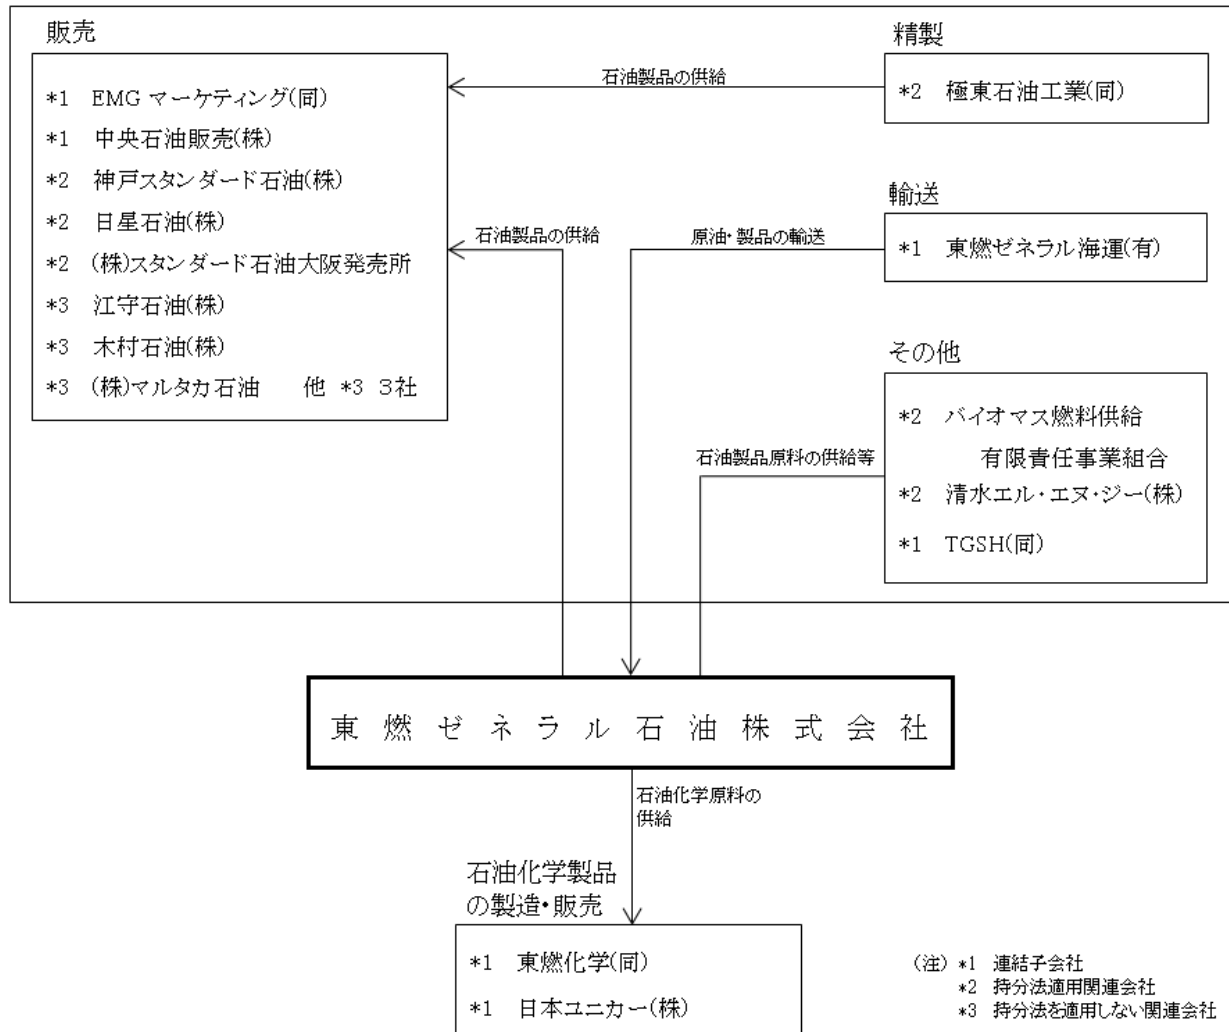 販売
*1 EMG マーケティング(同)
*1 中央石油販売(株)
*2 神戸スタンダード石油(株)
*2 日星石油(株)
*2 (株)スタンダード石油大阪発売所
*3 江守石油(株)
*3 木村石油(株)
*3 (株)マルタカ石油 他 *3 3社
石油製品の供給
精製
*2 極東石油工業(同)
石油製品の供給
原油・製品の輸送
輸送
*1 東燃ゼネラル海運(有)
その他
石油製品原料の供給等
*2 バイオマス燃料供給
有限責任事業組合
*2 清水エル・エヌ・ジー(株)
*1 TGSH(同)
東燃ゼネラル石油株式会社
石油化学原料の
供給
石油化学製品
の製造・販売
*1 東燃化学(同)
*1 日本ユニカー(株)
(注) *1 連結子会社
*2 持分法適用関連会社
*3 持分法を適用しない関連会社